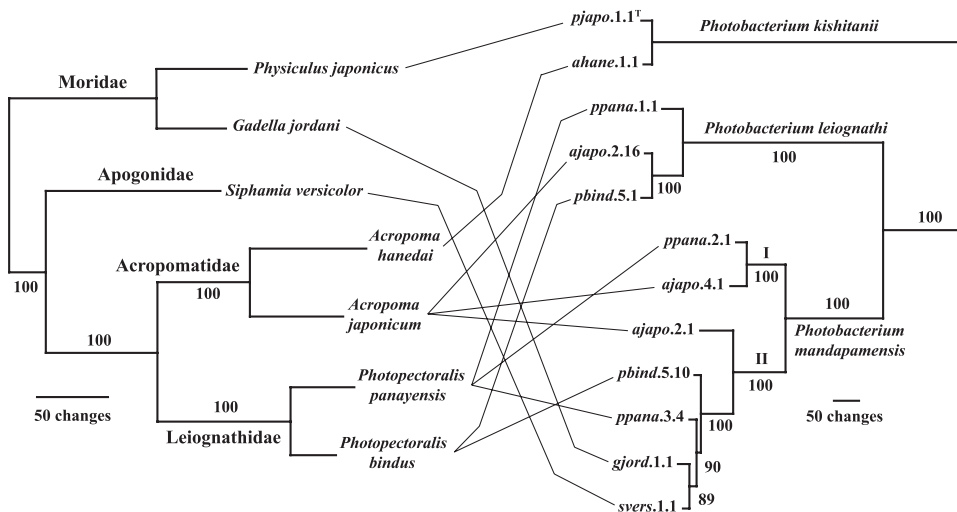 Moridae
Physiculus japonicus
Gadella jordani
Apogonidae
Siphamia versicolor
Acropoma
hanedai
Acropomatidae
100
Acropoma
japonicum
100
100
Photopectoralis
panayensis
100
Leiognathidae
Photopectoralis
bindus
50 changes
pjapo.1.1ᵀ
ahane.1.1
Photobacterium kishitanii
ppana.1.1
ajapo.2.16
100
pbind.5.1
Photobacterium leiognathi
100
100
ppana.2.1
I
100
ajapo.4.1
100
Photobacterium
mandapamensis
ajapo.2.1
II
100
pbind.5.10
100
ppana.3.4
90
gjord.1.1
89
svers.1.1
50 changes